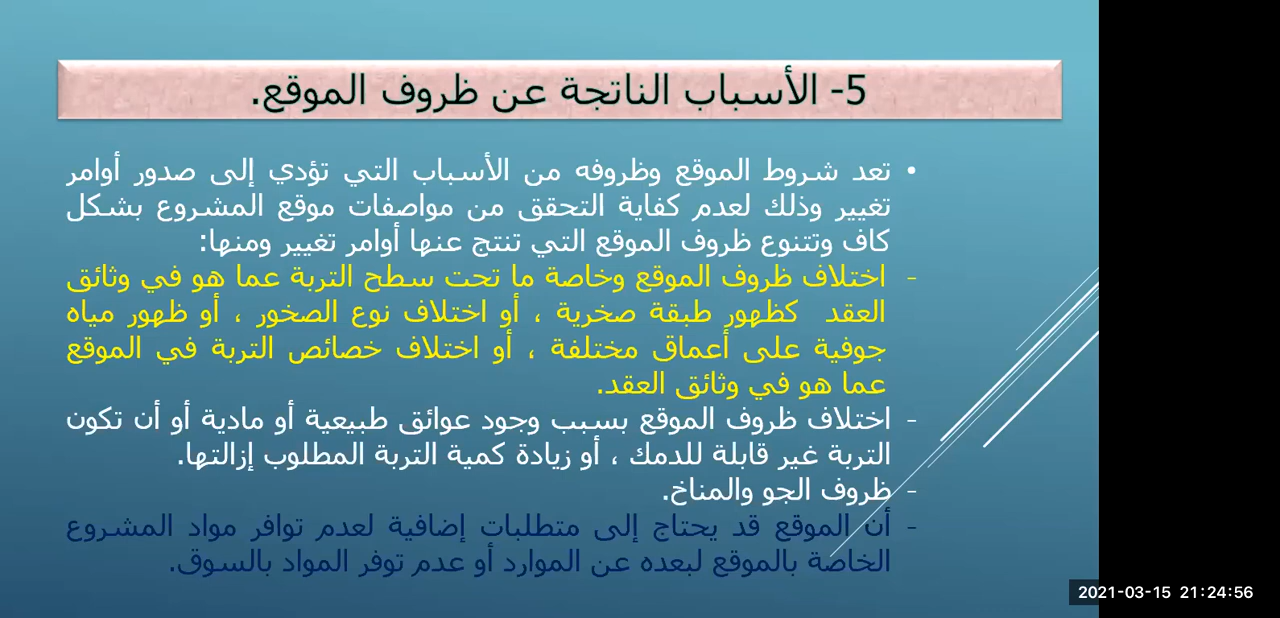 5- الأسباب الناتجة عن ظروف الموقع.
• تعد شروط الموقع وظروفه من الأسباب التي تؤدي إلى صدور أوامر
تغيير وذلك لعدم كفاية التحقق من مواصفات موقع المشروع بشكل
كاف وتتنوع ظروف الموقع التي تنتج عنها أوامر تغيير ومنها:
- اختلاف ظروف الموقع وخاصة ما تحت سطح التربة عما هو في وثائق
العقد كظهور طبقة صخرية ، أو اختلاف نوع الصخور ، أو ظهور مياه
جوفية على أعماق مختلفة ، أو اختلاف خصائص التربة في الموقع
عما هو في وثائق العقد.
- اختلاف ظروف الموقع بسبب وجود عوائق طبيعية أو مادية أو أن تكون
التربة غير قابلة للدمك ، أو زيادة كمية التربة المطلوب إزالتها.
- ظروف الجو والمناخ.
- أن الموقع قد يحتاج إلى متطلبات إضافية لعدم توافر مواد المشروع
الخاصة بالموقع لبعده عن الموارد أو عدم توفر المواد بالسوق.
2021-03-15 21:24:56